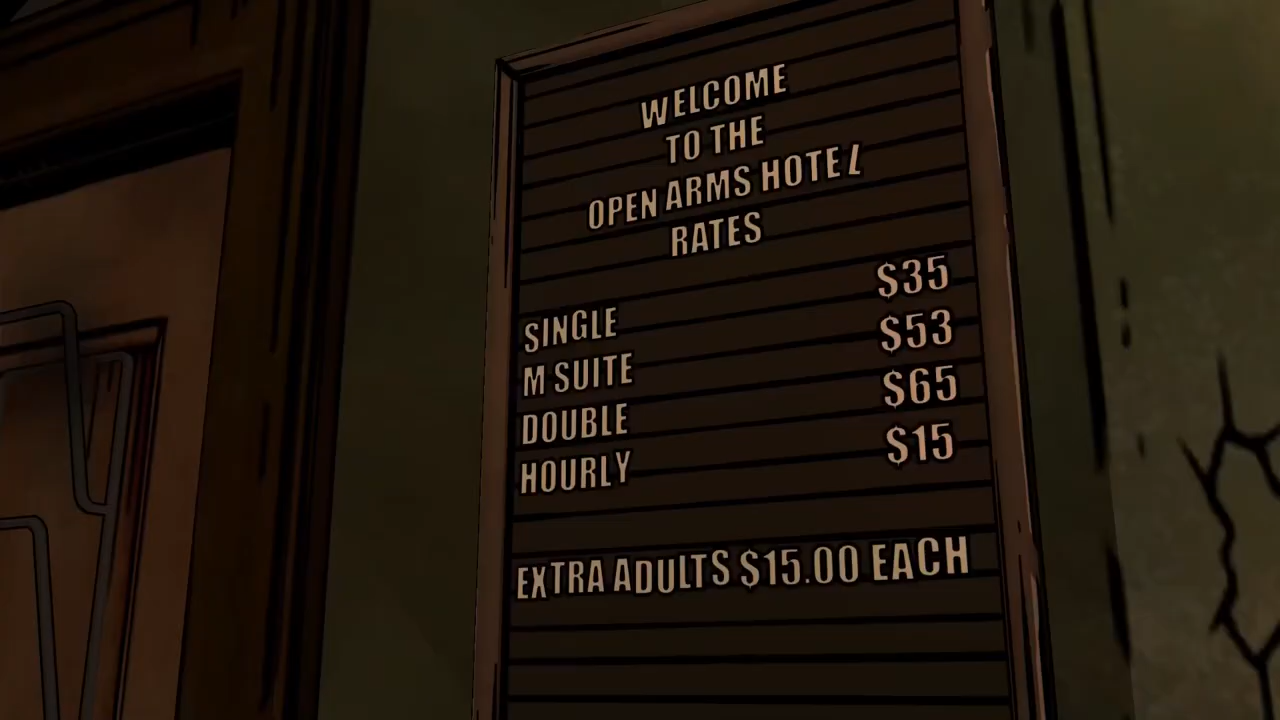 WELCOME
TO THE
OPEN ARMS HOTEL
RATES
SINGLE $35
M SUITE $53
DOUBLE $65
HOURLY $15
EXTRA ADULTS $15.00 EACH